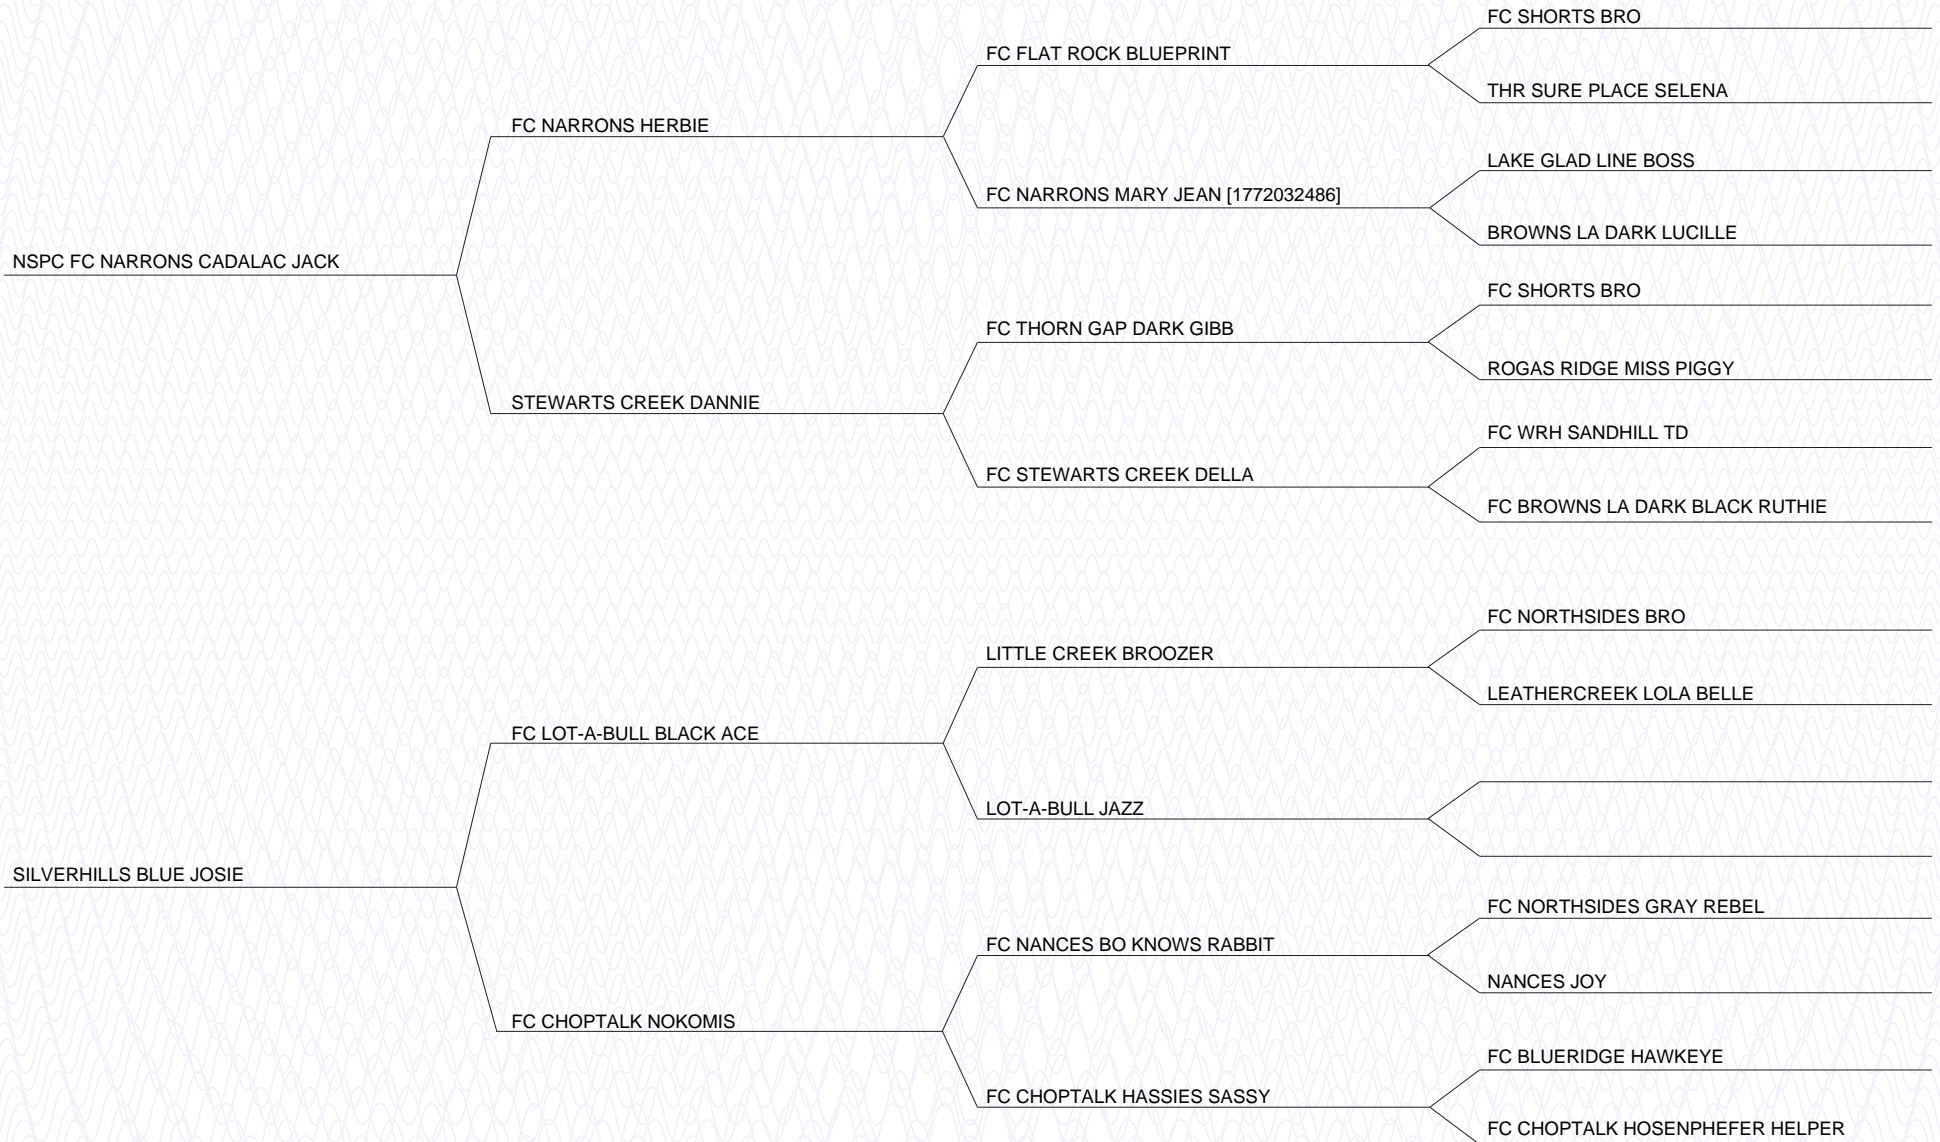 FC SHORTS BRO
FC FLAT ROCK BLUEPRINT
THR SURE PLACE SELENA
FC NARRONS HERBIE
LAKE GLAD LINE BOSS
FC NARRONS MARY JEAN [1772032486]
BROWNS LA DARK LUCILLE
NSPC FC NARRONS CADALAC JACK
FC SHORTS BRO
FC THORN GAP DARK GIBB
ROGAS RIDGE MISS PIGGY
STEWARTS CREEK DANNIE
FC WRH SANDHILL TD
FC STEWARTS CREEK DELLA
FC BROWNS LA DARK BLACK RUTHIE
FC NORTHSIDES BRO
LITTLE CREEK BROOZER
LEATHERCREEK LOLA BELLE
FC LOT-A-BULL BLACK ACE
LOT-A-BULL JAZZ
SILVERHILLS BLUE JOSIE
FC NORTHSIDES GRAY REBEL
FC NANCES BO KNOWS RABBIT
NANCES JOY
FC CHOPTALK NOKOMIS
FC BLUERIDGE HAWKEYE
FC CHOPTALK HASSIES SASSY
FC CHOPTALK HOSENPHEFER HELPER